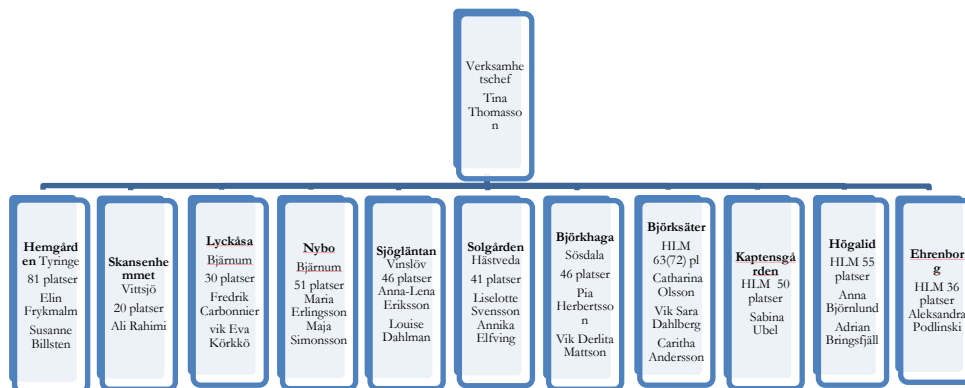 Verksamhe
tschef
Tina
Thomasso
n
Hemgård
en Tyringe
81 platser
Elin
Frykmalm
Susanne
Billsten
Skansenhe
mmet
Vittsjö
20 platser
Ali Rahimi
Lyckåsa
Bjärnum
30 platser
Fredrik
Carbonnier
vik Eva
Körkkö
Nybo
Bjärnum
51 platser
Maria
Erlingsson
Maja
Simonsson
Sjögläntan
Vinslöv
46 platser
Anna-Lena
Eriksson
Louise
Dahlman
Solgården
Hästveda
41 platser
Liselotte
Svensson
Annika
Elfving
Björkhaga
Sösdala
46 platser
Pia
Herbertsso
n
Vik Derlita
Mattson
Björksäter
HLM
63(72) pl
Catharina
Olsson
Vik Sara
Dahlberg
Caritha
Andersson
Kaptensgå
rden
HLM 50
platser
Sabina
Ubel
Högalid
HLM 55
platser
Anna
Björnlund
Adrian
Bringsfjäll
Ehrenbor
g
HLM 36
platser
Aleksandra
Podlinski